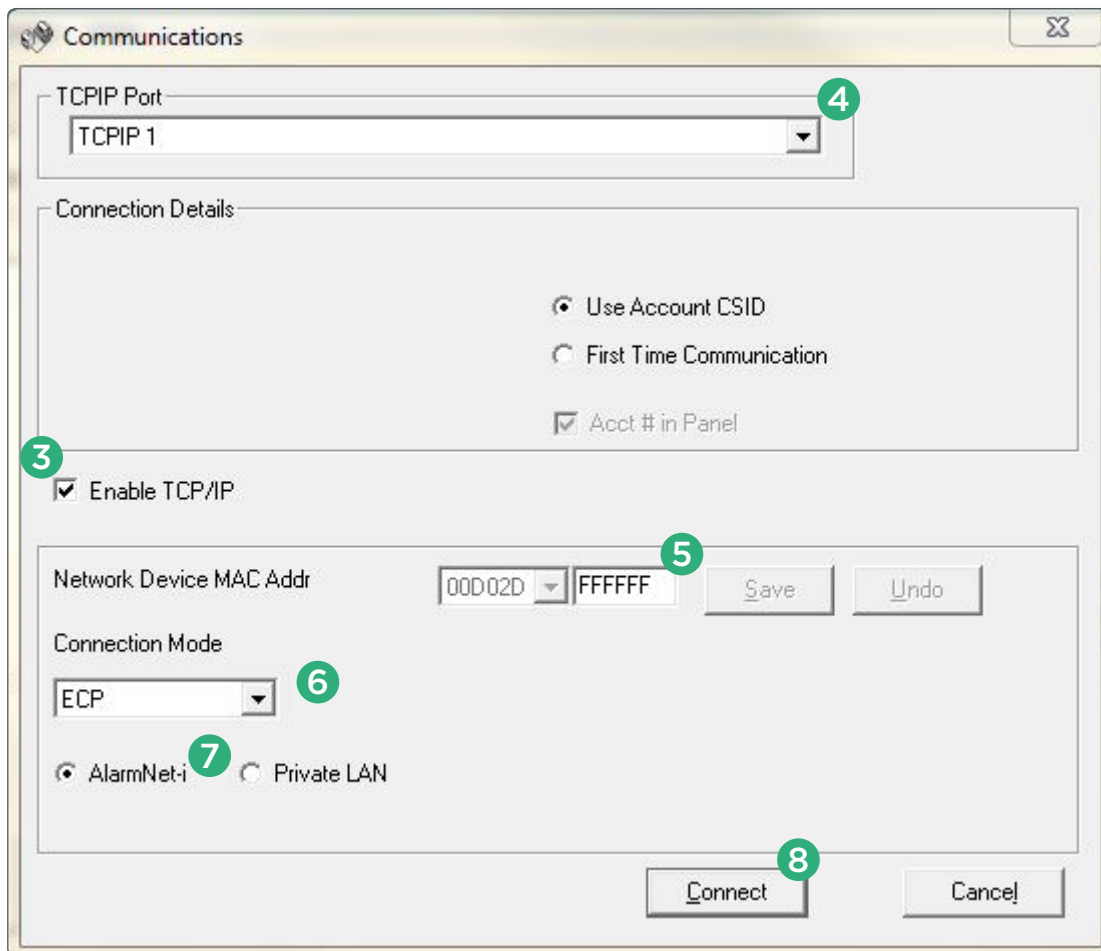 Communications
TCPIP Port
4
TCPIP 1
Connection Details
Use Account CSID
First Time Communication
Acct # in Panel
3
Enable TCP/IP
5
Network Device MAC Addr 00D02D FFFFFF Save Undo
Connection Mode
ECP
6
7
AlarmNet-i Private LAN
8
Connect Cancel